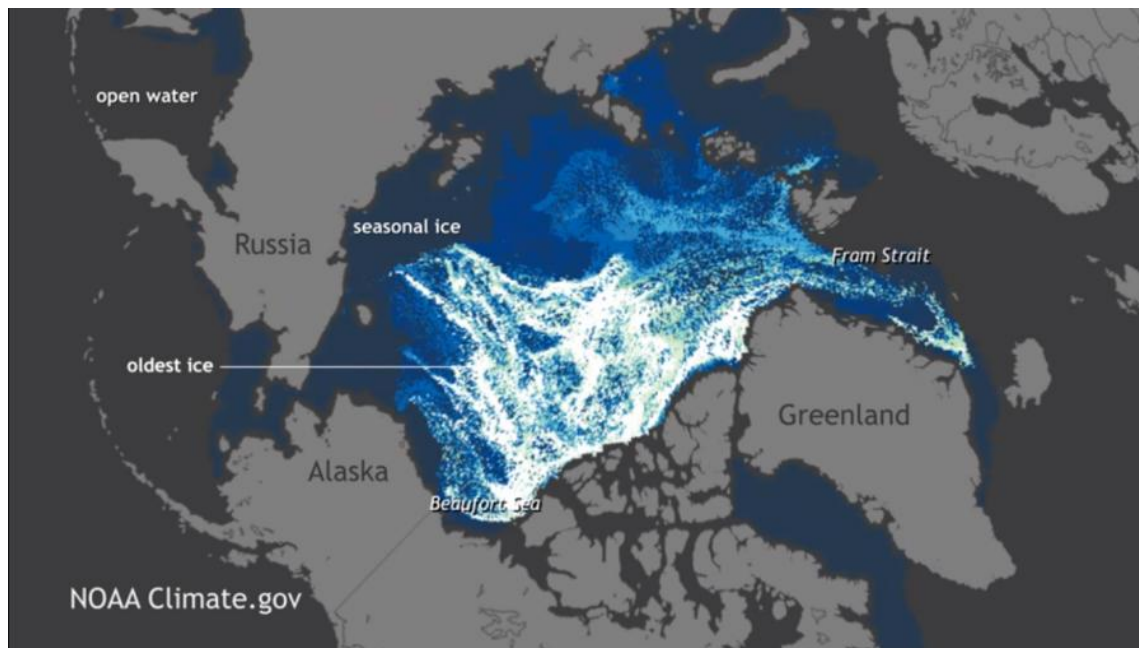 open water
seasonal ice
Russia
Fram Strait
oldest ice
Greenland
Alaska
Beaufort Sea
NOAA Climate.gov